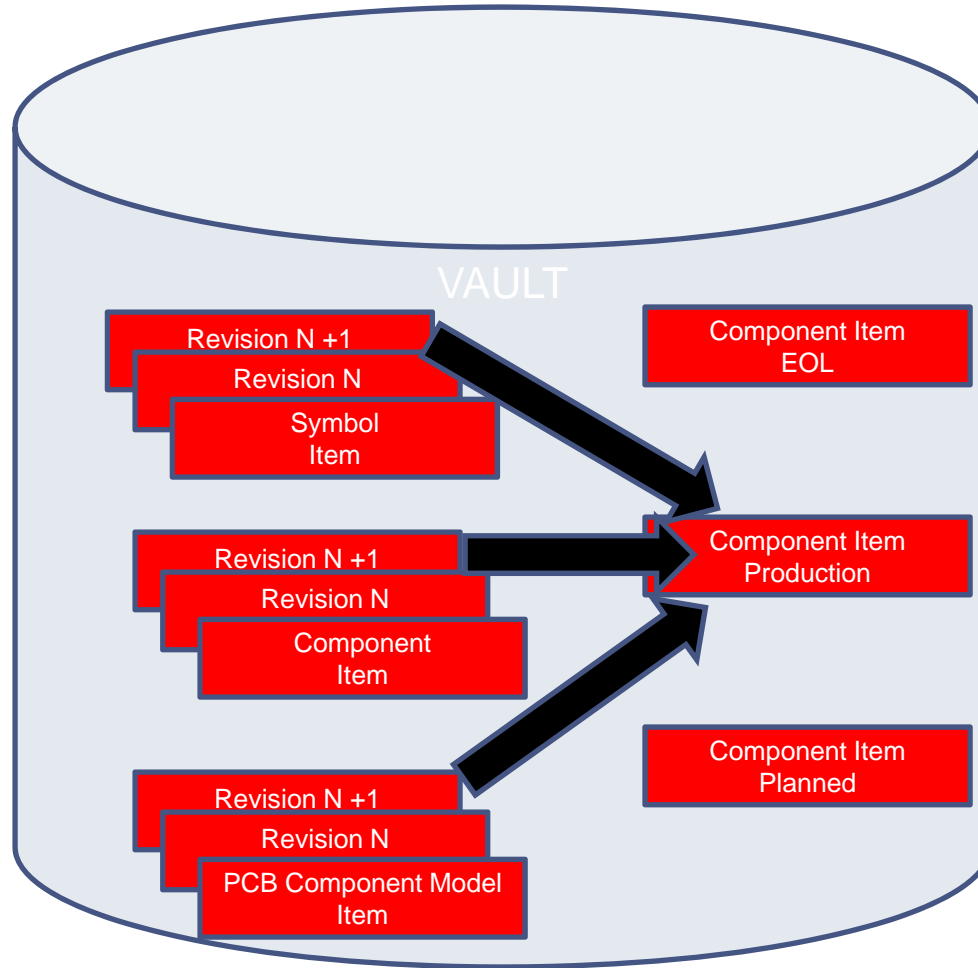 VAULT
Revision N +1
Revision N
Symbol
Item
Component Item
EOL
Revision N +1
Revision N
Component
Item
Component Item
Production
Revision N +1
Revision N
PCB Component Model
Item
Component Item
Planned